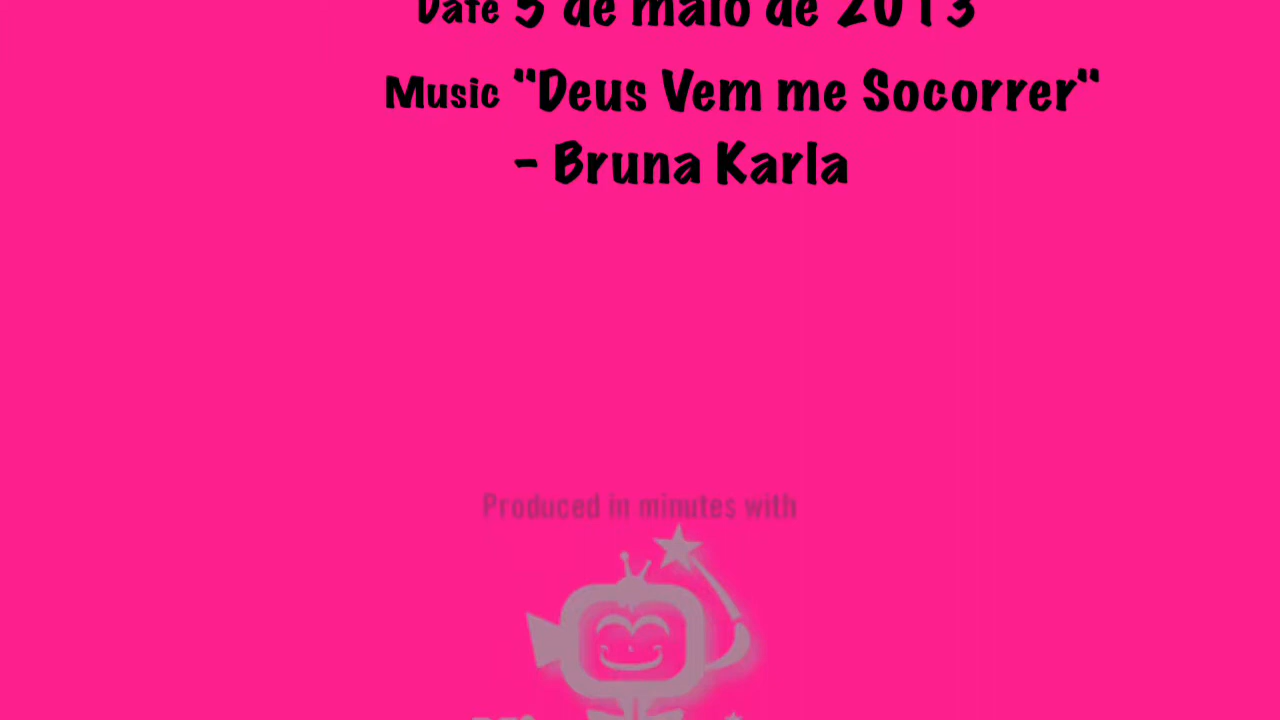 Date 5 de maio de 2013
Music "Deus Vem me Socorrer"
- Bruna Karla
Produced in minutes with